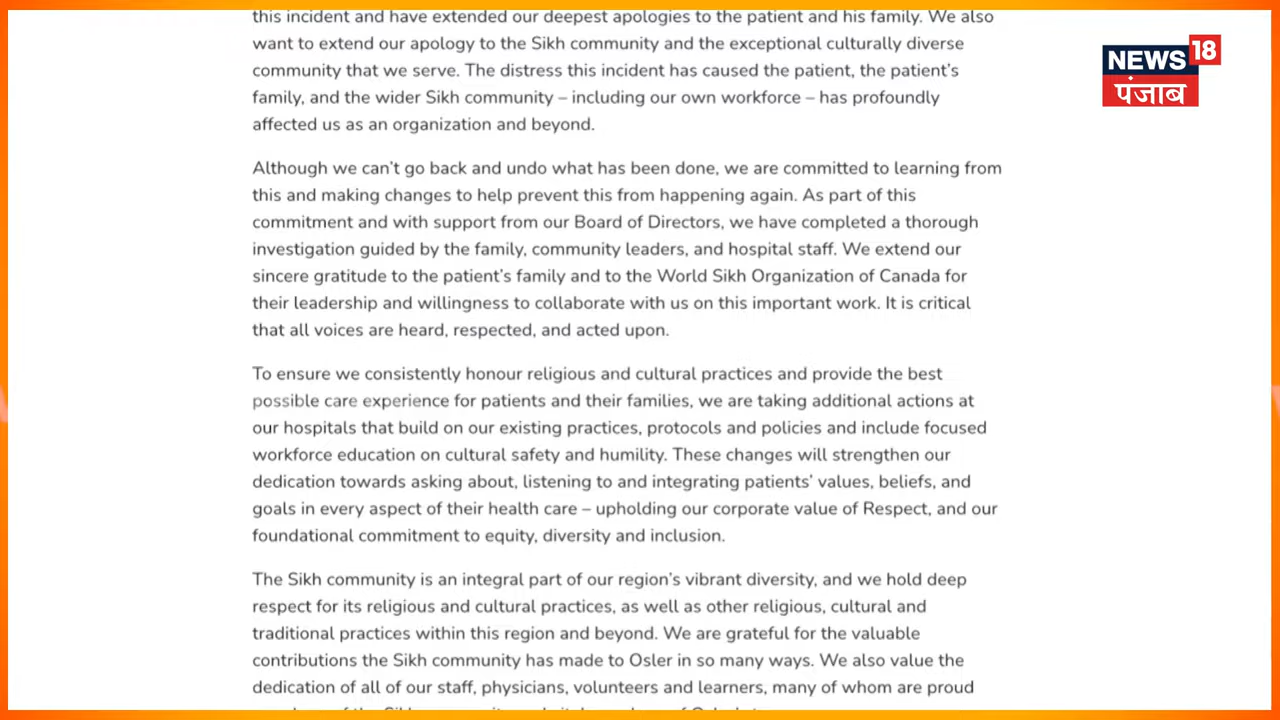 this incident and have extended our deepest apologies to the patient and his family. We also
want to extend our apology to the Sikh community and the exceptional culturally diverse
community that we serve. The distress this incident has caused the patient, the patient's
family, and the wider Sikh community – including our own workforce – has profoundly
affected us as an organization and beyond.
NEWS 18
ਪੰਜਾਬ
Although we can't go back and undo what has been done, we are committed to learning from
this and making changes to help prevent this from happening again. As part of this
commitment and with support from our Board of Directors, we have completed a thorough
investigation guided by the family, community leaders, and hospital staff. We extend our
sincere gratitude to the patient's family and to the World Sikh Organization of Canada for
their leadership and willingness to collaborate with us on this important work. It is critical
that all voices are heard, respected, and acted upon.
To ensure we consistently honour religious and cultural practices and provide the best
possible care experience for patients and their families, we are taking additional actions at
our hospitals that build on our existing practices, protocols and policies and include focused
workforce education on cultural safety and humility. These changes will strengthen our
dedication towards asking about, listening to and integrating patients' values, beliefs, and
goals in every aspect of their health care – upholding our corporate value of Respect, and our
foundational commitment to equity, diversity and inclusion.
The Sikh community is an integral part of our region's vibrant diversity, and we hold deep
respect for its religious and cultural practices, as well as other religious, cultural and
traditional practices within this region and beyond. We are grateful for the valuable
contributions the Sikh community has made to Osler in so many ways. We also value the
dedication of all of our staff, physicians, volunteers and learners, many of whom are proud